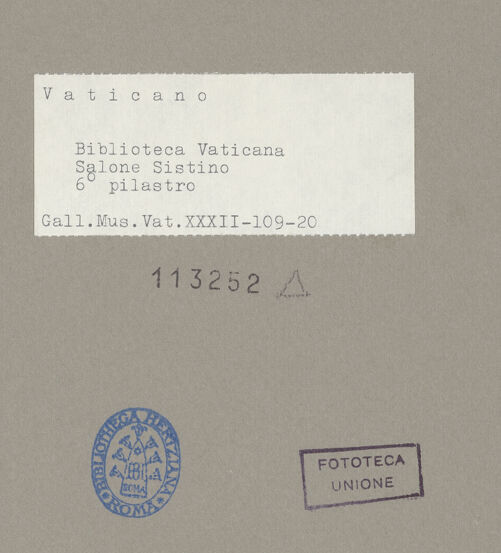 Vaticano
Biblioteca Vaticana
Salone Sistino
6º pilastro
Gall.Mus.Vat.XXXII-109-20
113252
BIBLIOTHECA HERTZIANA
ROMA
ROMA
FOTOTECA
UNIONE